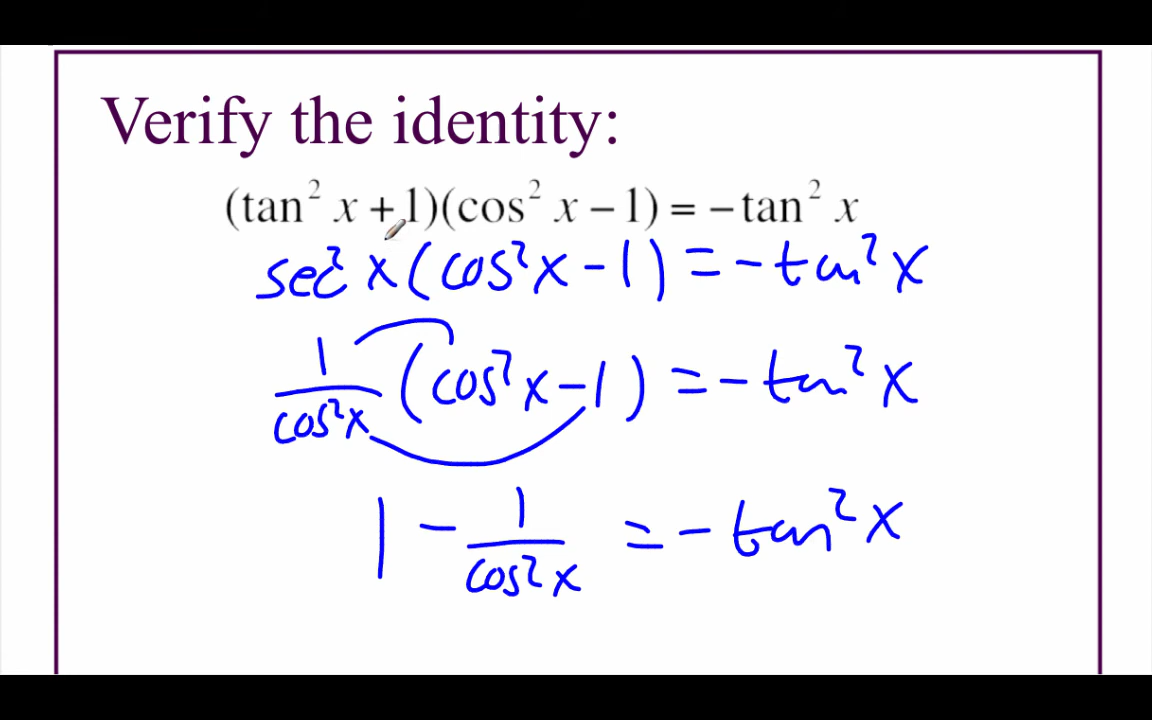 Verify the identity:
(tan² x + 1)(cos² x − 1) = − tan² x
sec² x (cos² x − 1) = − tan² x
1/cos² x (cos² x − 1) = − tan² x
1 − 1/cos² x = − tan² x